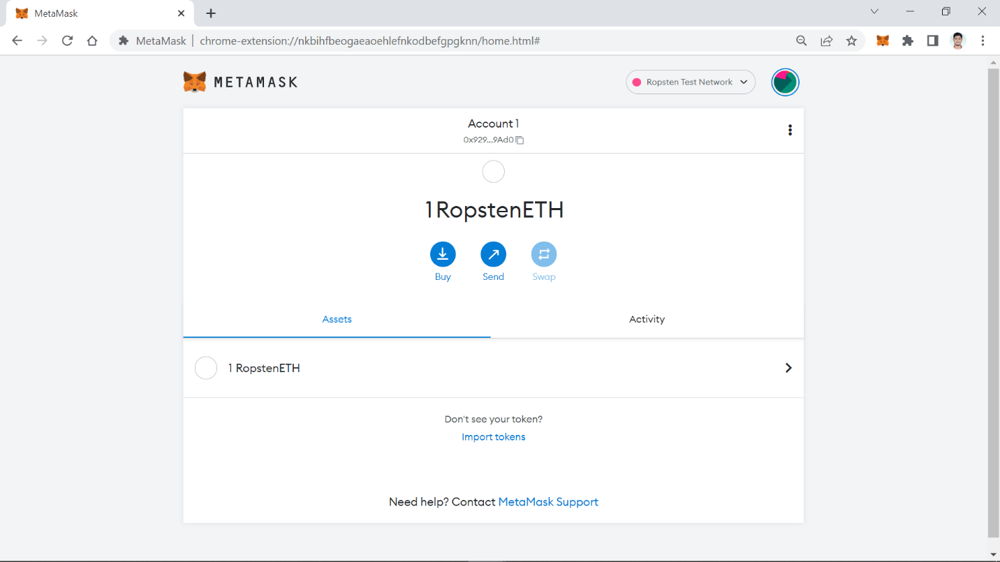 MetaMask
MetaMask | chrome-extension://nkbihfbeogaeaoehlefnkodbefgpgknn/home.html#
METAMASK
Ropsten Test Network
Account 1
0x929...9Ad0
1 RopstenETH
Buy Send Swap
Assets Activity
1 RopstenETH
Don't see your token?
Import tokens
Need help? Contact MetaMask Support